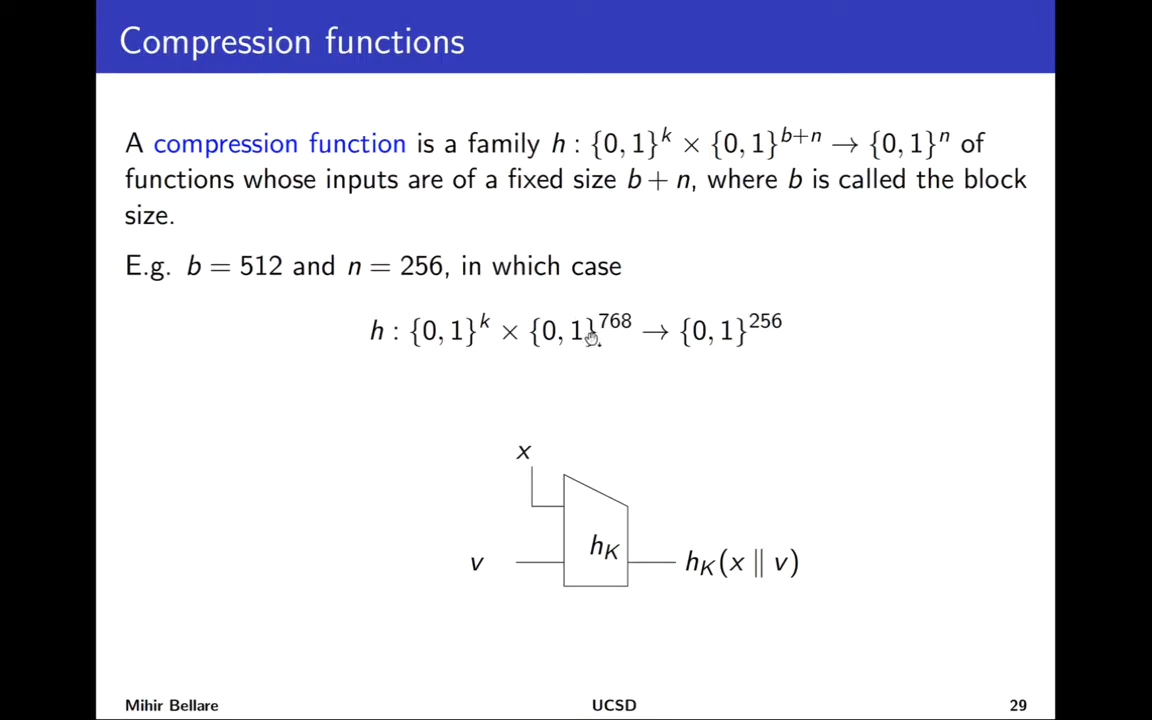 Compression functions
A compression function is a family h : {0, 1}^k × {0, 1}^{b+n} → {0, 1}^n of
functions whose inputs are of a fixed size b + n, where b is called the block
size.
E.g. b = 512 and n = 256, in which case
h : {0, 1}^k × {0, 1}^{768} → {0, 1}^{256}
x
h_K
v
h_K(x ∥ v)
Mihir Bellare
UCSD
29